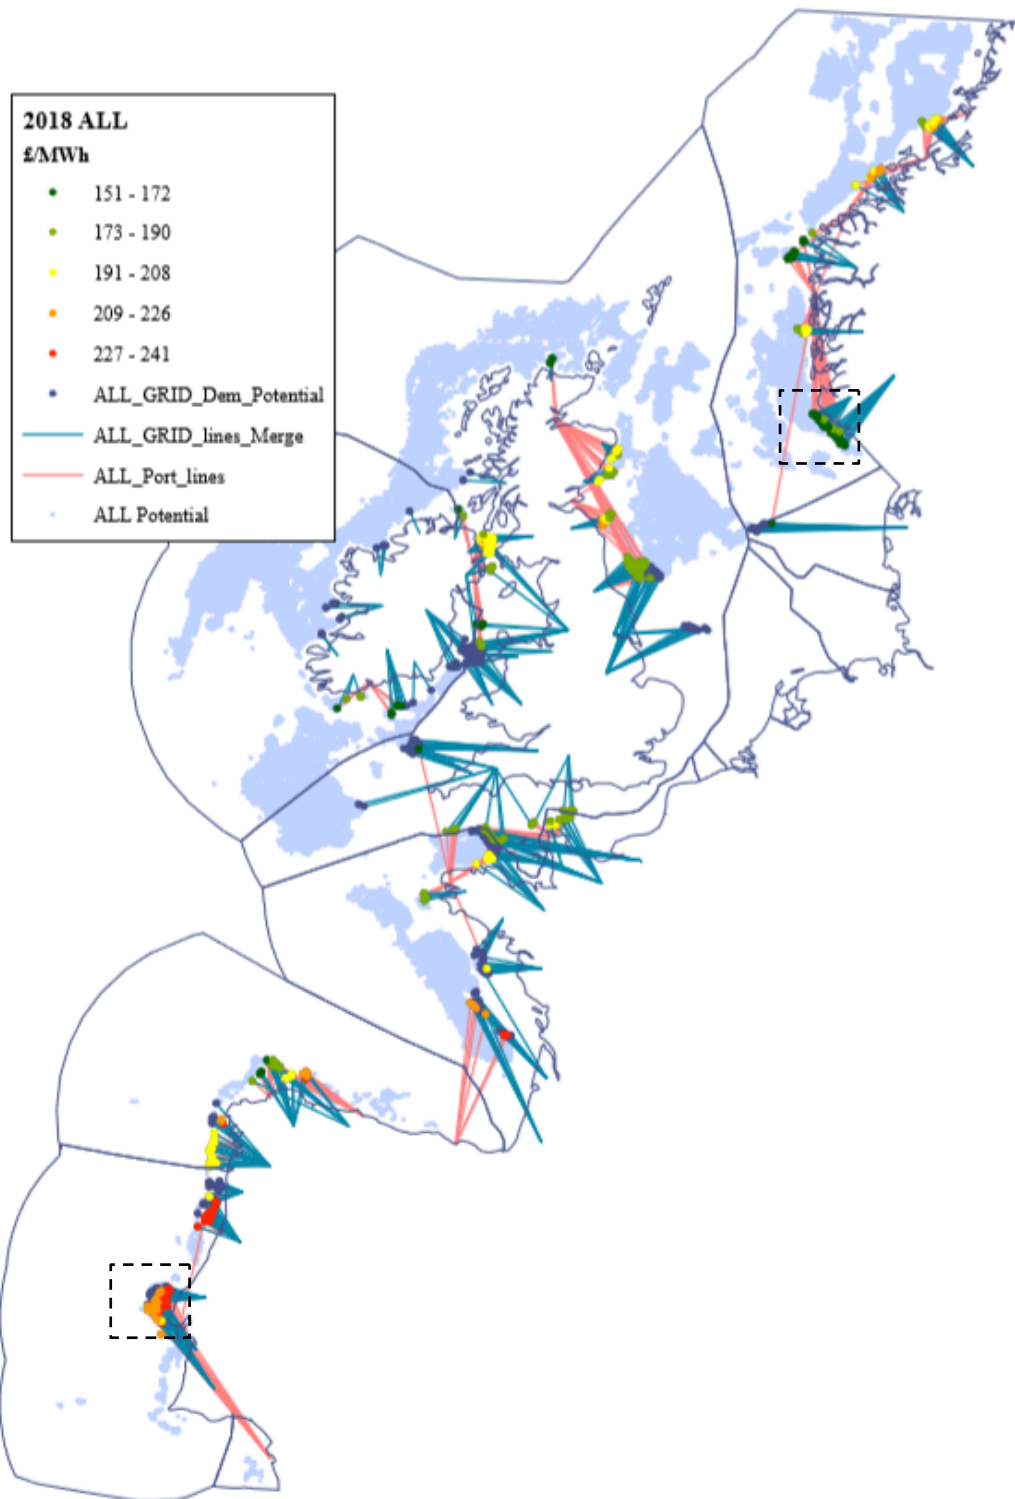 2018 ALL
£/MWh
151 - 172
173 - 190
191 - 208
209 - 226
227 - 241
ALL_GRID_Dem_Potential
ALL_GRID_lines_Merge
ALL_Port_lines
ALL Potential